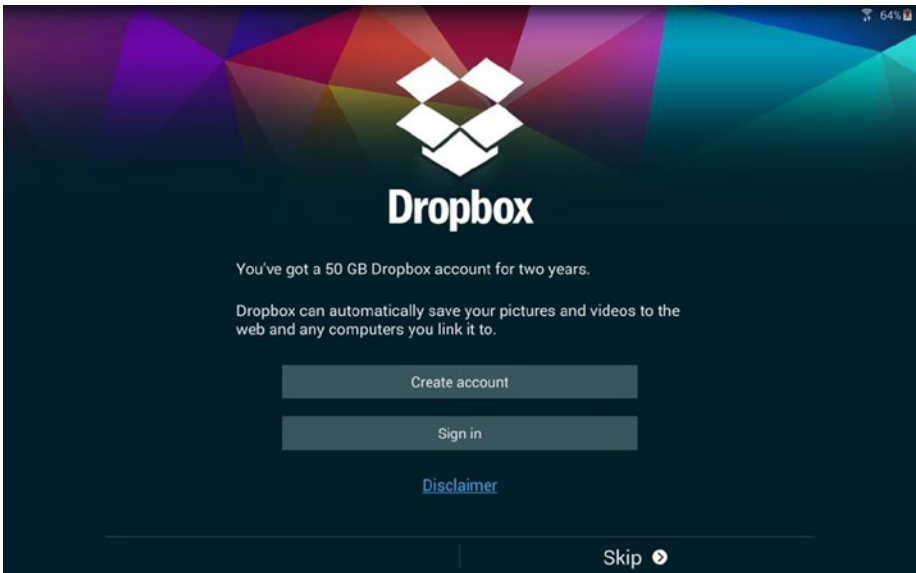 64%
Dropbox
You've got a 50 GB Dropbox account for two years.
Dropbox can automatically save your pictures and videos to the
web and any computers you link it to.
Create account
Sign in
Disclaimer
Skip